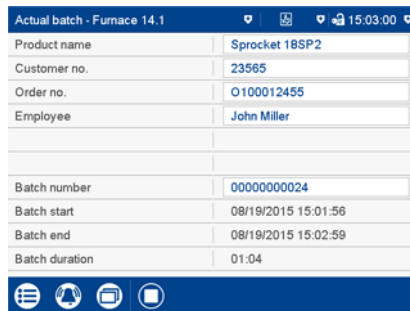 Actual batch - Furnace 14.1 15:03:00
Product name Sprocket 18SP2
Customer no. 23565
Order no. O100012455
Employee John Miller
Batch number 00000000024
Batch start 08/19/2015 15:01:56
Batch end 08/19/2015 15:02:59
Batch duration 01:04